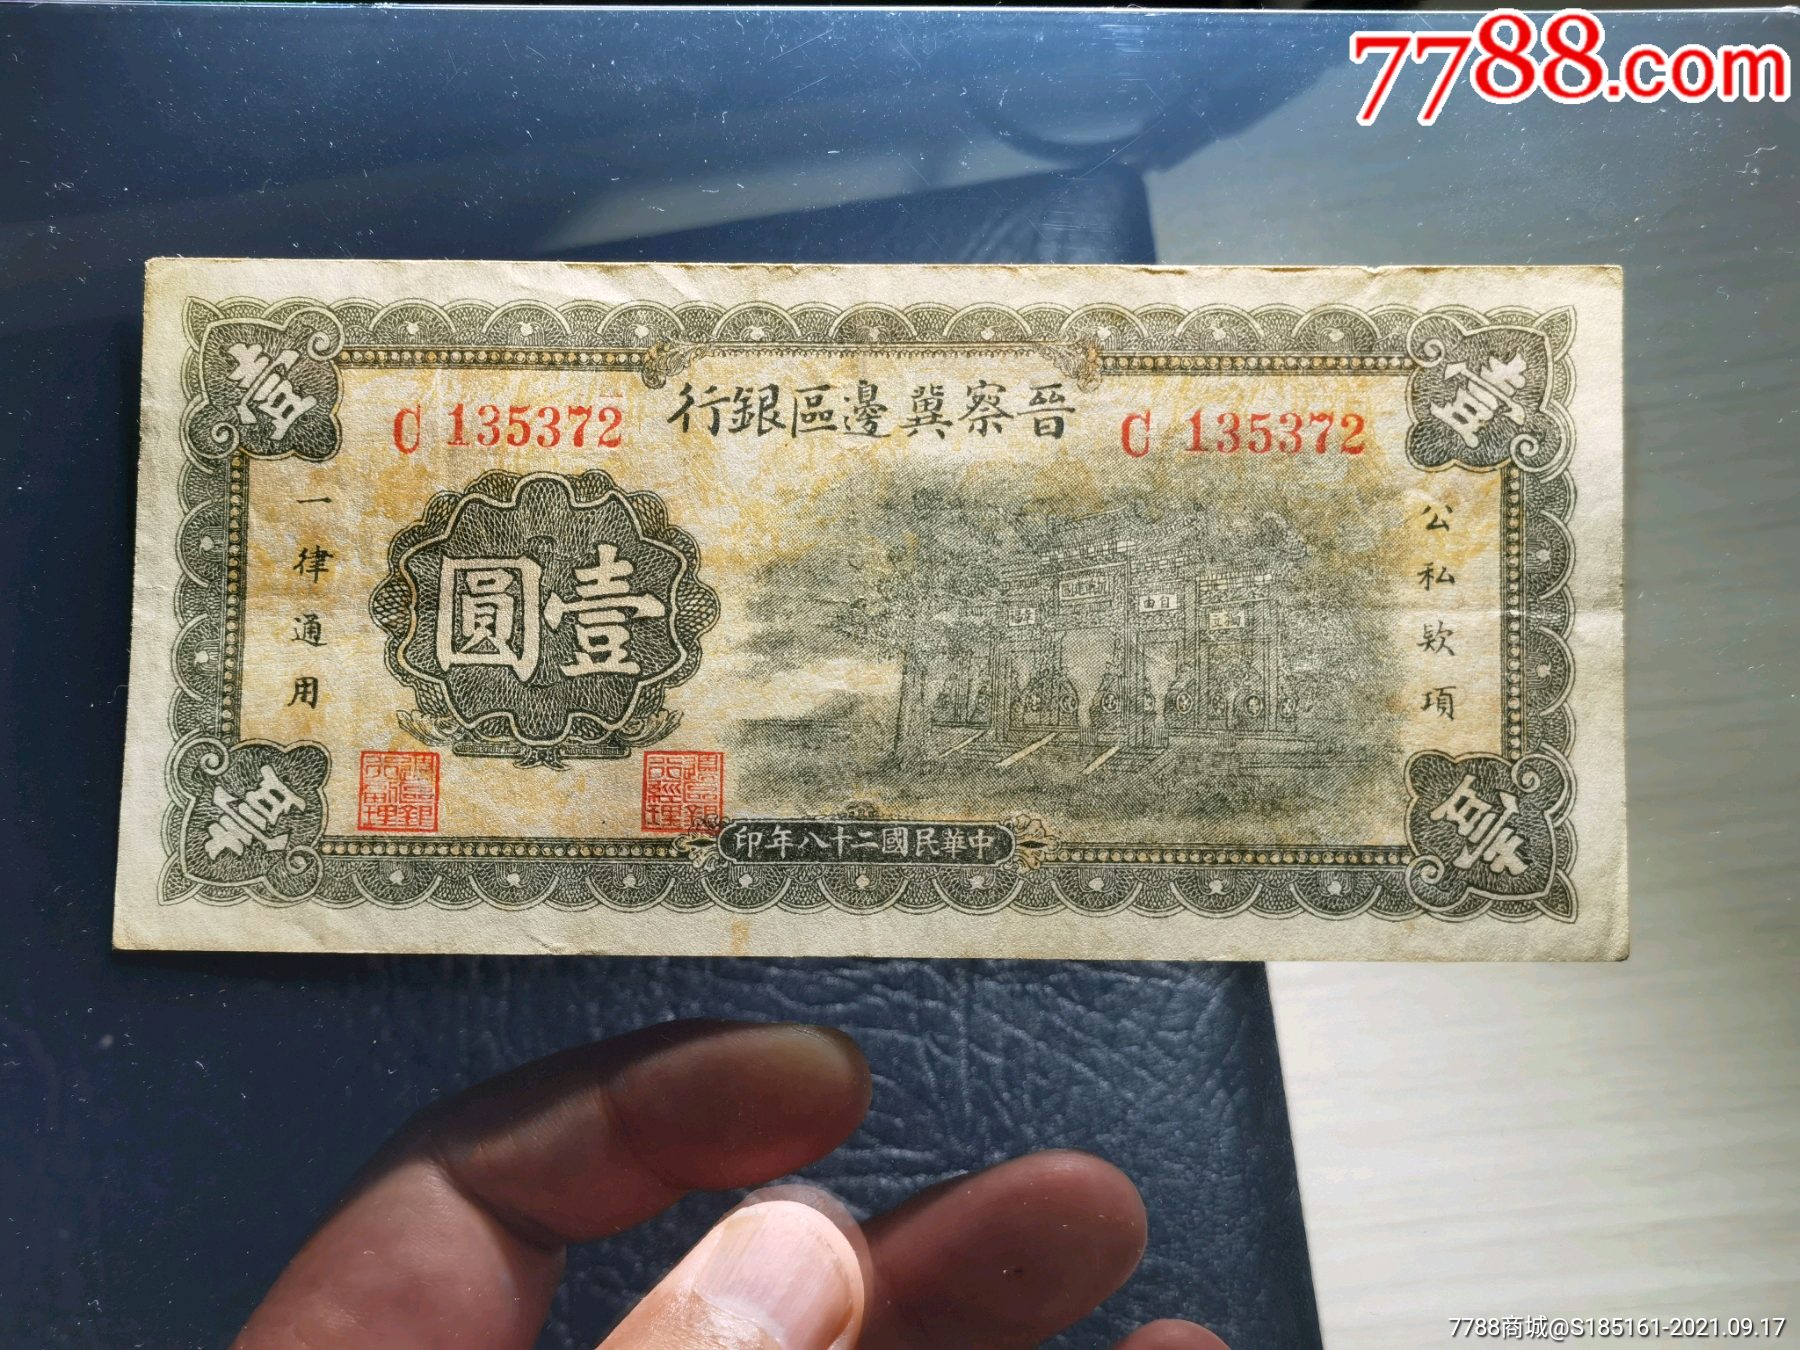 7788.com
晉察冀邊區銀行
C 135372
C 135372
壹
壹
公私欵項
一律通用
壹圓
自由
中華民國二十八年印
壹
壹
7788商城@S185161-2021.09.17